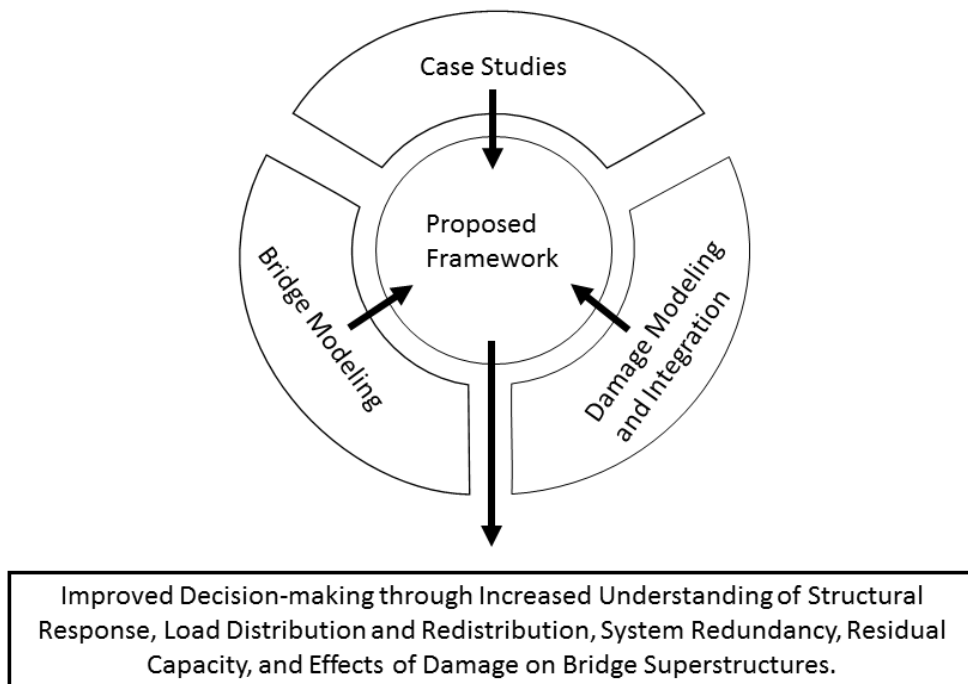 Case Studies
Proposed
Framework
Bridge Modeling
Damage Modeling
and Integration
Improved Decision-making through Increased Understanding of Structural
Response, Load Distribution and Redistribution, System Redundancy, Residual
Capacity, and Effects of Damage on Bridge Superstructures.